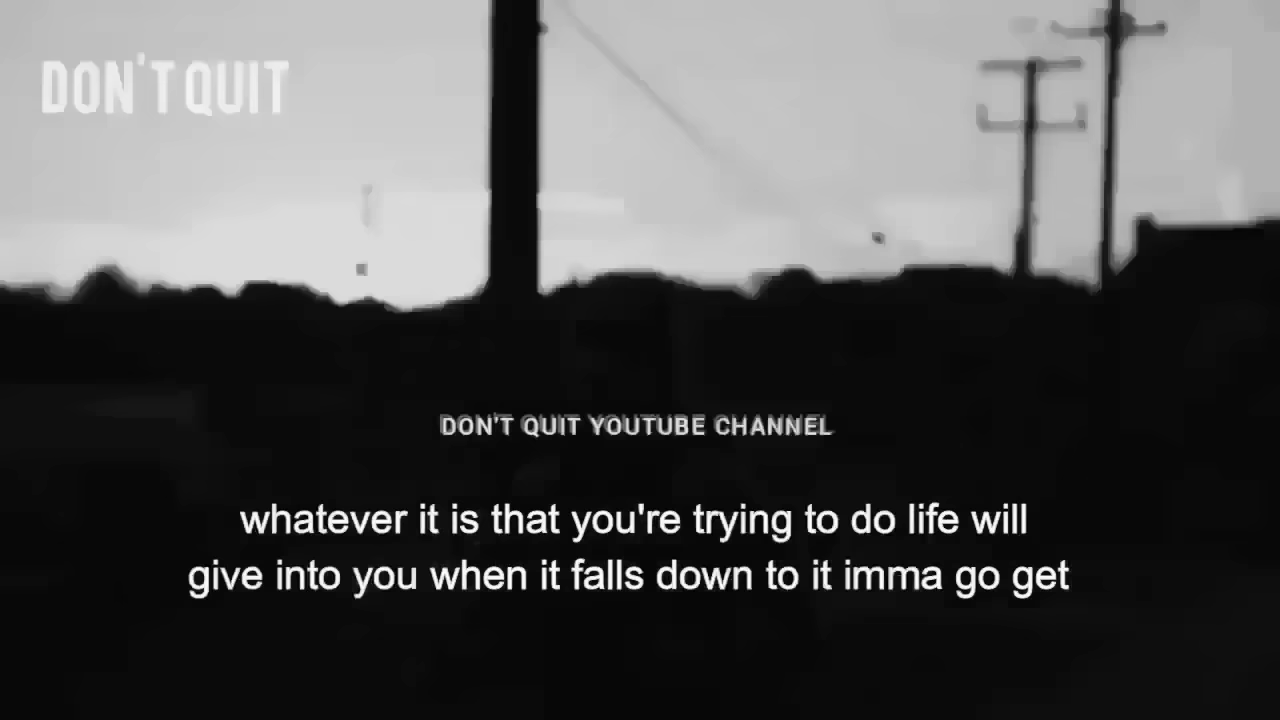 DON'T QUIT
DON'T QUIT YOUTUBE CHANNEL
whatever it is that you're trying to do life will
give into you when it falls down to it imma go get